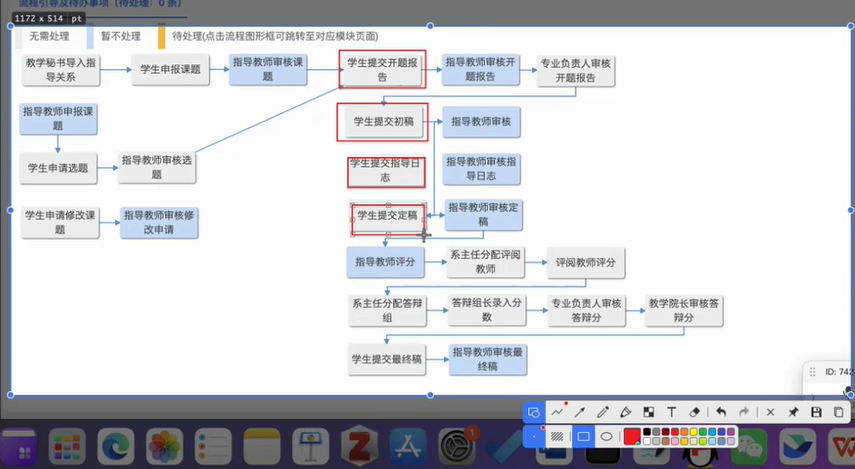 流程引导及待办事项（待处理：0 条）
1172 x 514 pt
无需处理
暂不处理
待处理(点击流程图形框可跳转至对应模块页面)
教学秘书导入指
导关系
学生申报课题
指导教师审核课
题
学生提交开题报
告
指导教师审核开
题报告
专业负责人审核
开题报告
指导教师申报课
题
学生提交初稿
指导教师审核
学生申请选题
指导教师审核选
题
学生提交指导日
志
指导教师审核指
导日志
学生申请修改课
题
指导教师审核修
改申请
学生提交定稿
指导教师审核定
稿
指导教师评分
系主任分配评阅
教师
评阅教师评分
系主任分配答辩
组
答辩组长录入分
数
专业负责人审核
答辩分
教学院长审核答
辩分
学生提交最终稿
指导教师审核最
终稿
ID: 742
T
1